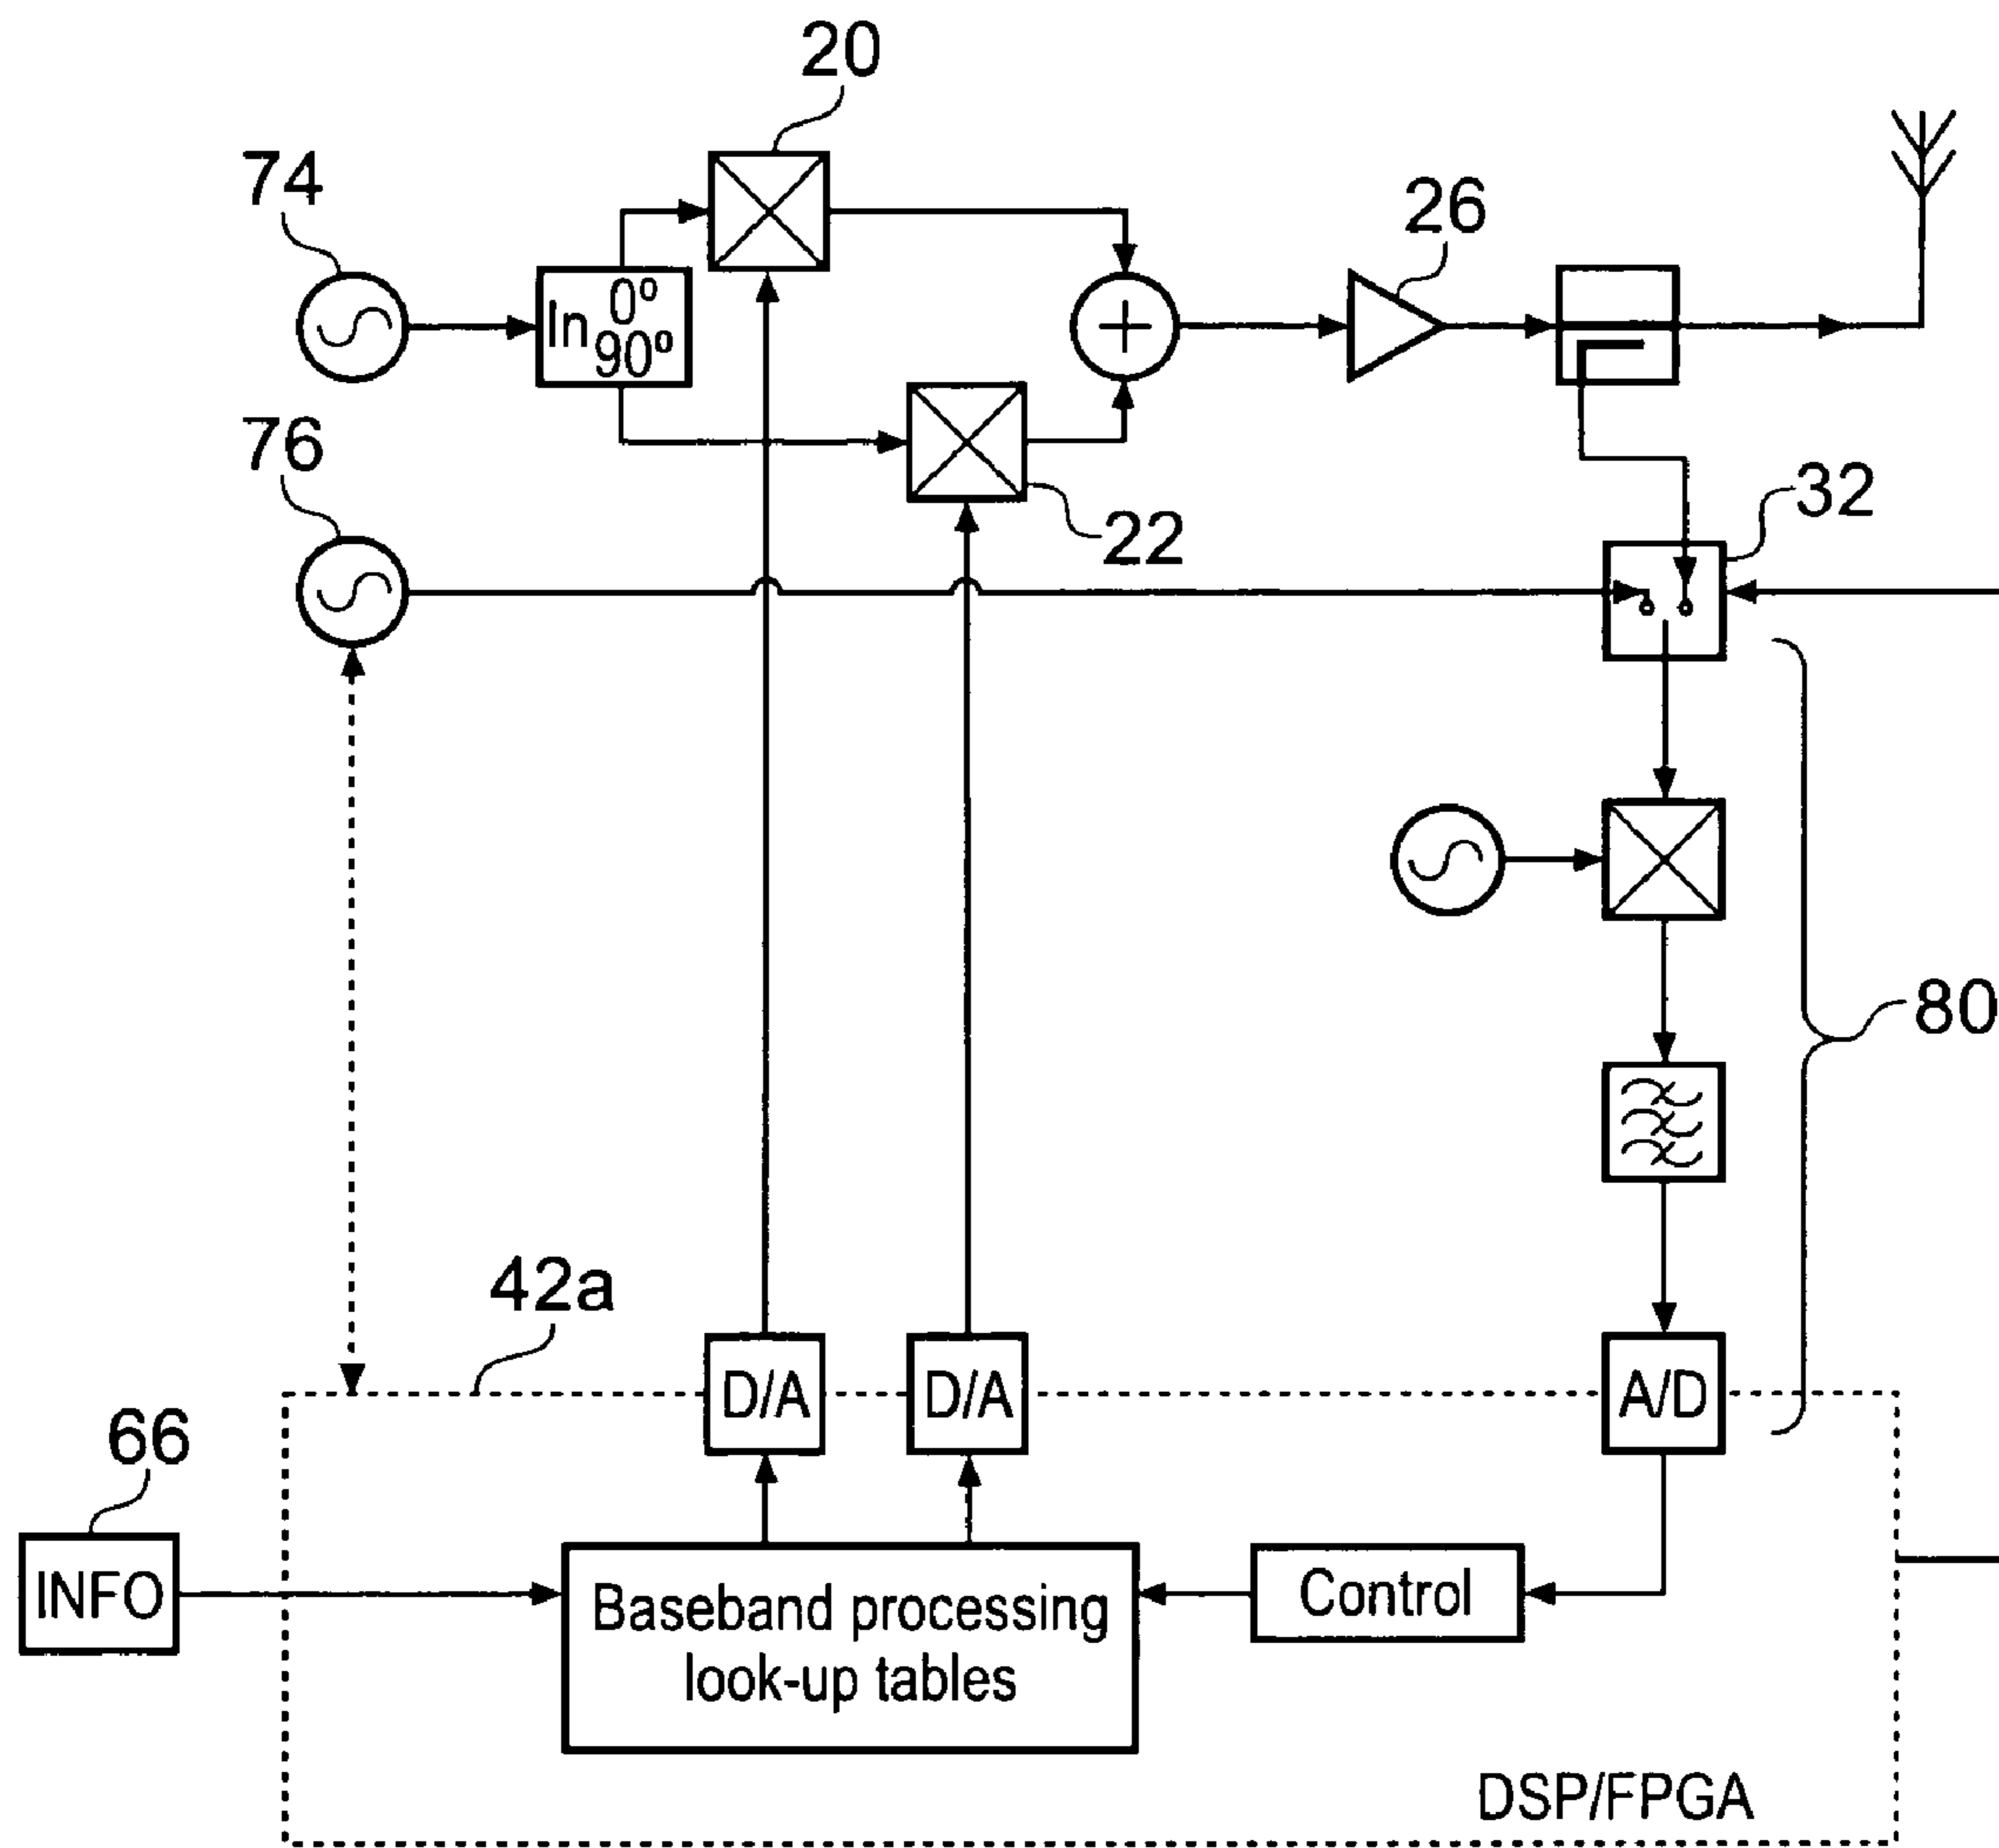 20
74
26
In 0°
90°
76
22
32
80
42a
D/A
D/A
A/D
66
INFO
Baseband processing
look-up tables
Control
DSP/FPGA